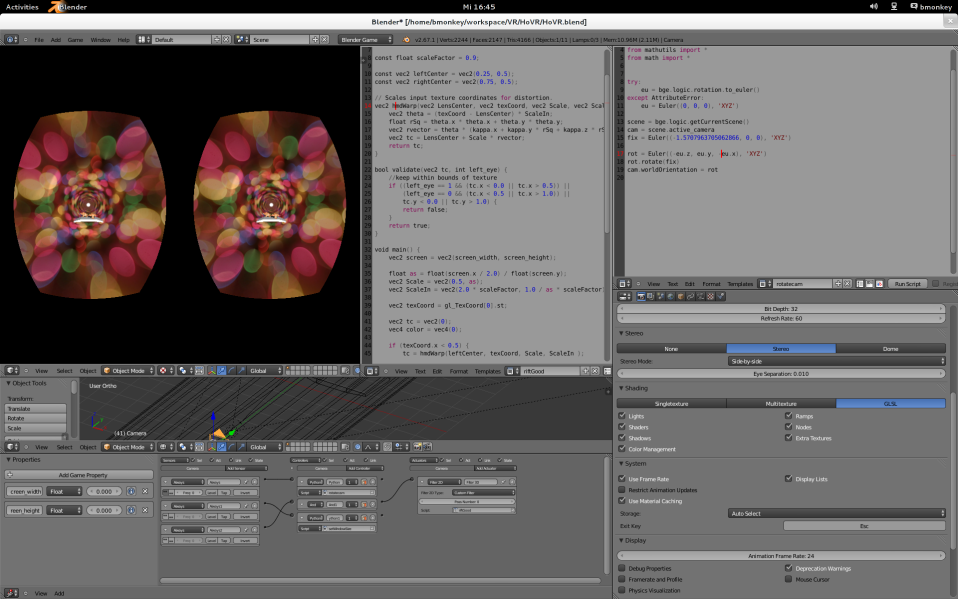 Activities
Blender
Mi 16:45
bmonkey
Blender* [/home/bmonkey/workspace/VR/HoVR/HoVR.blend]
File Add Game Window Help
Default
Scene
Blender Game
v2.67.1 | Verts:2244 | Faces:2147 | Tris:4166 | Objects:1/11 | Lamps:0/3 | Mem:10.96M (2.11M) | Camera
const float scaleFactor = 0.9;
const vec2 leftCenter = vec2(0.25, 0.5);
const vec2 rightCenter = vec2(0.75, 0.5);
// Scales input texture coordinates for distortion.
vec2 hmdWarp(vec2 LensCenter, vec2 texCoord, vec2 Scale, vec2 Scal
vec2 theta = (texCoord - LensCenter) * ScaleIn;
float rSq = theta.x * theta.x + theta.y * theta.y;
vec2 rvector = theta * (kappa.x + kappa.y * rSq + kappa.z * rS
vec2 tc = LensCenter + Scale * rvector;
return tc;
}
bool validate(vec2 tc, int left_eye) {
//keep within bounds of texture
if ((left_eye == 1 && (tc.x < 0.0 || tc.x > 0.5)) ||
(left_eye == 0 && (tc.x < 0.5 || tc.x > 1.0)) ||
tc.y < 0.0 || tc.y > 1.0) {
return false;
}
return true;
}
void main() {
vec2 screen = vec2(screen_width, screen_height);
float as = float(screen.x / 2.0) / float(screen.y);
vec2 Scale = vec2(0.5, as);
vec2 ScaleIn = vec2(2.0 * scaleFactor, 1.0 / as * scaleFactor
vec2 texCoord = gl_TexCoord[0].st;
vec2 tc = vec2(0);
vec4 color = vec4(0);
if (texCoord.x < 0.5) {
tc = hmdWarp(leftCenter, texCoord, Scale, ScaleIn );
from mathutils import *
from math import *
try:
eu = bge.logic.rotation.to_euler()
except AttributeError:
eu = Euler((0, 0, 0), 'XYZ')
scene = bge.logic.getCurrentScene()
cam = scene.active_camera
fix = Euler((-1.5707963705062866, 0, 0), 'XYZ')
rot = Euler((-eu.z, eu.y, -eu.x), 'XYZ')
rot.rotate(fix)
cam.worldOrientation = rot
View Text Edit Format Templates
rotatecam
Run Script
Bit Depth: 32
Refresh Rate: 60
Stereo
None Stereo Dome
Stereo Mode: Side-by-side
Eye Separation: 0.010
Shading
Singletexture Multitexture GLSL
Lights Ramps
Shaders Nodes
Shadows Extra Textures
Color Management
System
Use Frame Rate Display Lists
Restrict Animation Updates
Use Material Caching
Storage: Auto Select
Exit Key Esc
Display
Animation Frame Rate: 24
Debug Properties Deprecation Warnings
Framerate and Profile Mouse Cursor
Physics Visualization
View Select Object
Object Mode
Global
View Text Edit Format Templates
riftGood
Object Tools
Transform:
Translate
Rotate
Scale
User Ortho
(41) Camera
View Select Object
Object Mode
Global
Properties
Add Game Property
creen_width Float 0.000
reen_height Float 0.000
View Add